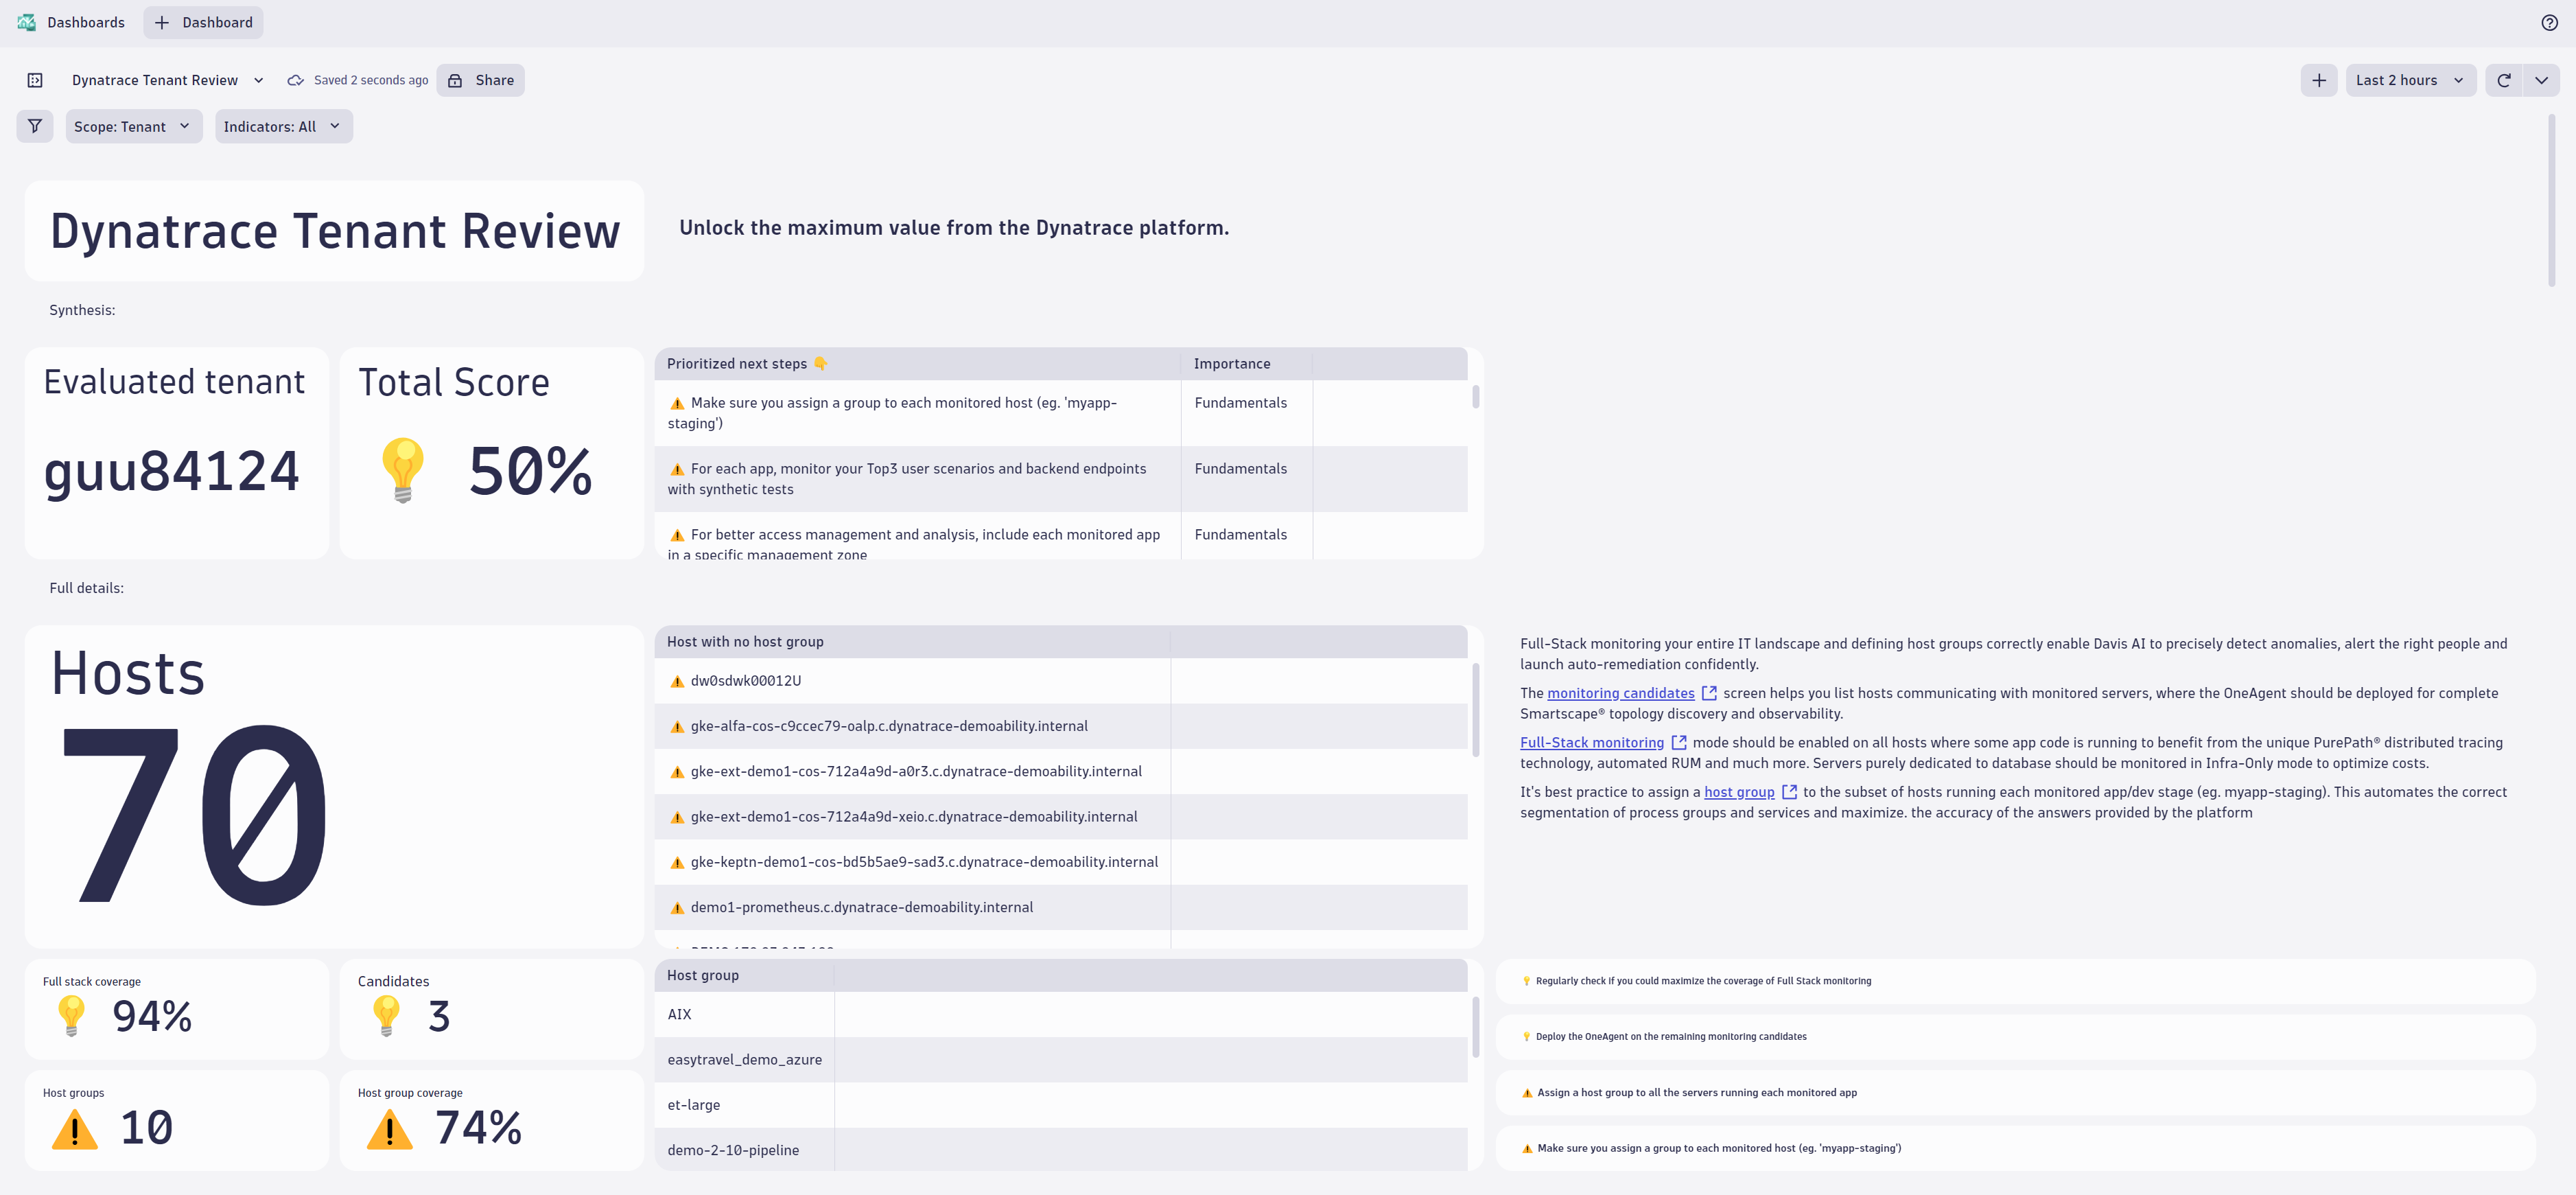 Dashboards
Dashboard
Dynatrace Tenant Review
Saved 2 seconds ago
Share
Last 2 hours
Scope: Tenant
Indicators: All
Dynatrace Tenant Review
Unlock the maximum value from the Dynatrace platform.
Synthesis:
Evaluated tenant
guu84124
Total Score
50%
Prioritized next steps
Importance
Make sure you assign a group to each monitored host (eg. 'myapp-
staging')
Fundamentals
For each app, monitor your Top3 user scenarios and backend endpoints
with synthetic tests
Fundamentals
For better access management and analysis, include each monitored app
in a specific management zone
Fundamentals
Full details:
Hosts
70
Host with no host group
dw0sdwk00012U
gke-alfa-cos-c9ccec79-oalp.c.dynatrace-demoability.internal
gke-ext-demo1-cos-712a4a9d-a0r3.c.dynatrace-demoability.internal
gke-ext-demo1-cos-712a4a9d-xeio.c.dynatrace-demoability.internal
gke-keptn-demo1-cos-bd5b5ae9-sad3.c.dynatrace-demoability.internal
demo1-prometheus.c.dynatrace-demoability.internal
Full-Stack monitoring your entire IT landscape and defining host groups correctly enable Davis AI to precisely detect anomalies, alert the right people and
launch auto-remediation confidently.
The monitoring candidates screen helps you list hosts communicating with monitored servers, where the OneAgent should be deployed for complete
Smartscape® topology discovery and observability.
Full-Stack monitoring mode should be enabled on all hosts where some app code is running to benefit from the unique PurePath® distributed tracing
technology, automated RUM and much more. Servers purely dedicated to database should be monitored in Infra-Only mode to optimize costs.
It's best practice to assign a host group to the subset of hosts running each monitored app/dev stage (eg. myapp-staging). This automates the correct
segmentation of process groups and services and maximize. the accuracy of the answers provided by the platform
Full stack coverage
94%
Candidates
3
Host groups
10
Host group coverage
74%
Host group
AIX
easytravel_demo_azure
et-large
demo-2-10-pipeline
Regularly check if you could maximize the coverage of Full Stack monitoring
Deploy the OneAgent on the remaining monitoring candidates
Assign a host group to all the servers running each monitored app
Make sure you assign a group to each monitored host (eg. 'myapp-staging')